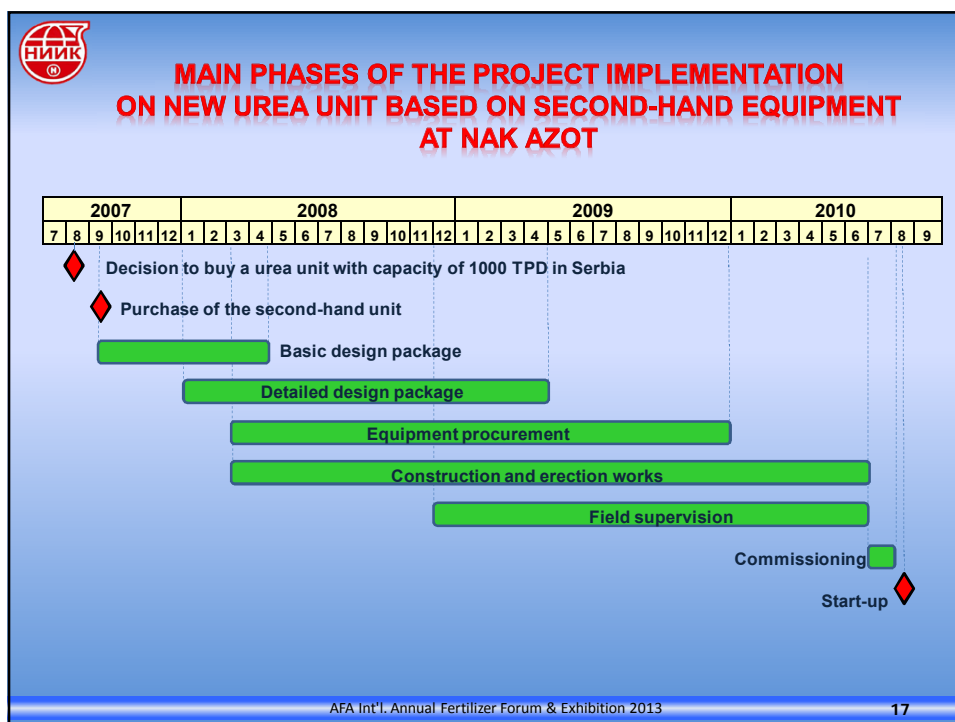 НИИК
MAIN PHASES OF THE PROJECT IMPLEMENTATION
ON NEW UREA UNIT BASED ON SECOND-HAND EQUIPMENT
AT NAK AZOT
2007 2008 2009 2010
7 8 9 10 11 12 1 2 3 4 5 6 7 8 9 10 11 12 1 2 3 4 5 6 7 8 9 10 11 12 1 2 3 4 5 6 7 8 9
Decision to buy a urea unit with capacity of 1000 TPD in Serbia
Purchase of the second-hand unit
Basic design package
Detailed design package
Equipment procurement
Construction and erection works
Field supervision
Commissioning
Start-up
AFA Int'l. Annual Fertilizer Forum & Exhibition 2013 17